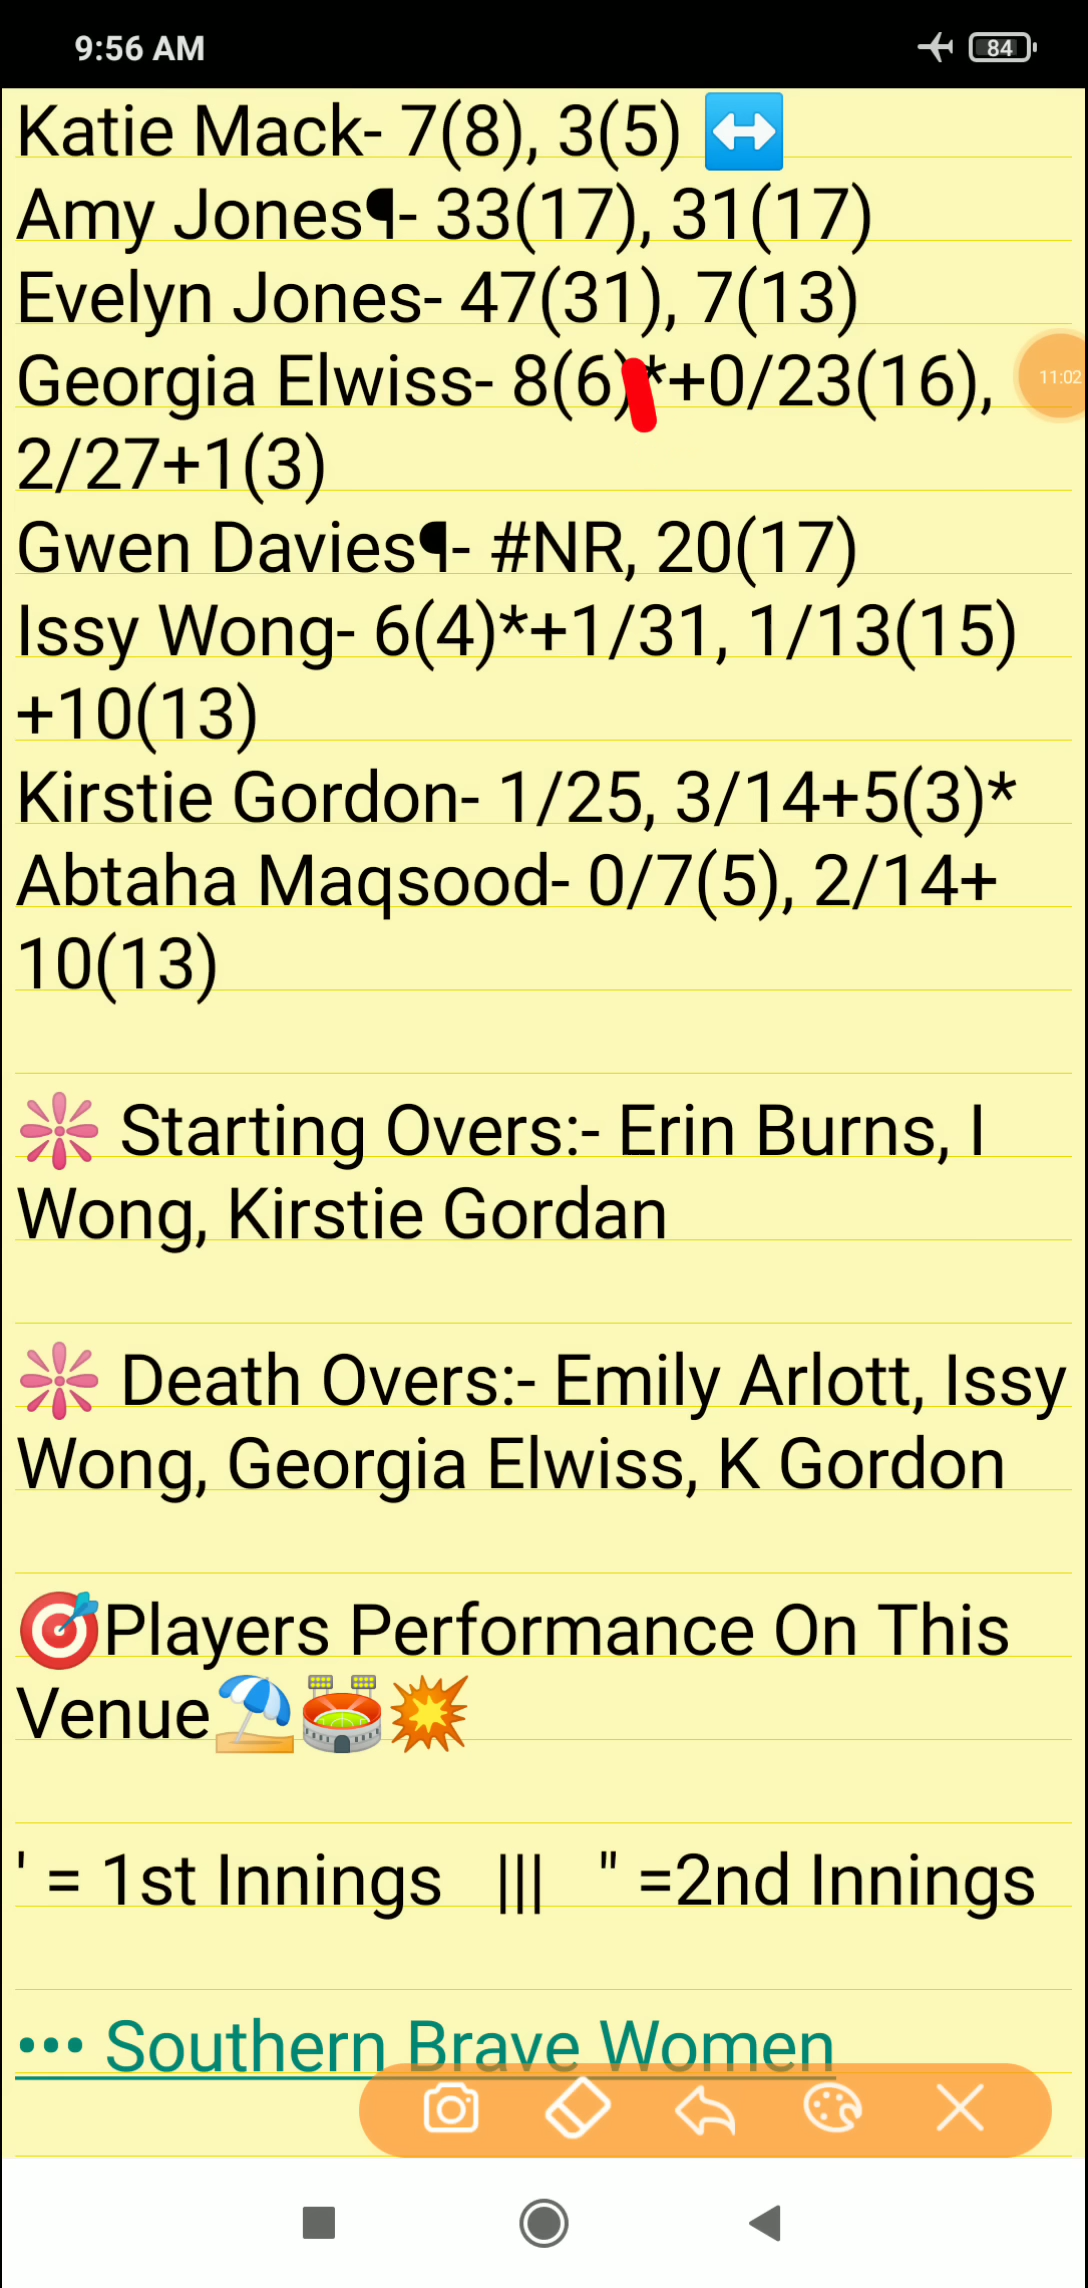 9:56 AM
84
Katie Mack- 7(8), 3(5) ↔️
Amy Jones¶- 33(17), 31(17)
Evelyn Jones- 47(31), 7(13)
Georgia Elwiss- 8(6)*+0/23(16),
11:02
2/27+1(3)
Gwen Davies¶- #NR, 20(17)
Issy Wong- 6(4)*+1/31, 1/13(15)
+10(13)
Kirstie Gordon- 1/25, 3/14+5(3)*
Abtaha Maqsood- 0/7(5), 2/14+
10(13)
Starting Overs:- Erin Burns, I
Wong, Kirstie Gordan
Death Overs:- Emily Arlott, Issy
Wong, Georgia Elwiss, K Gordon
🎯Players Performance On This
Venue⛱️🏟️💥
' = 1st Innings ||| " =2nd Innings
••• Southern Brave Women